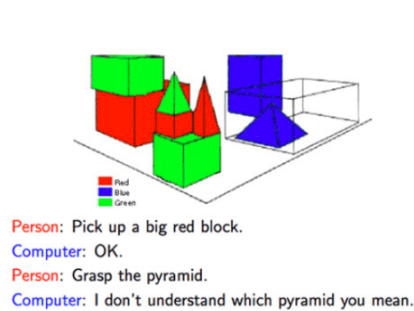 Red
Blue
Green
Person: Pick up a big red block.
Computer: OK.
Person: Grasp the pyramid.
Computer: I don't understand which pyramid you mean.